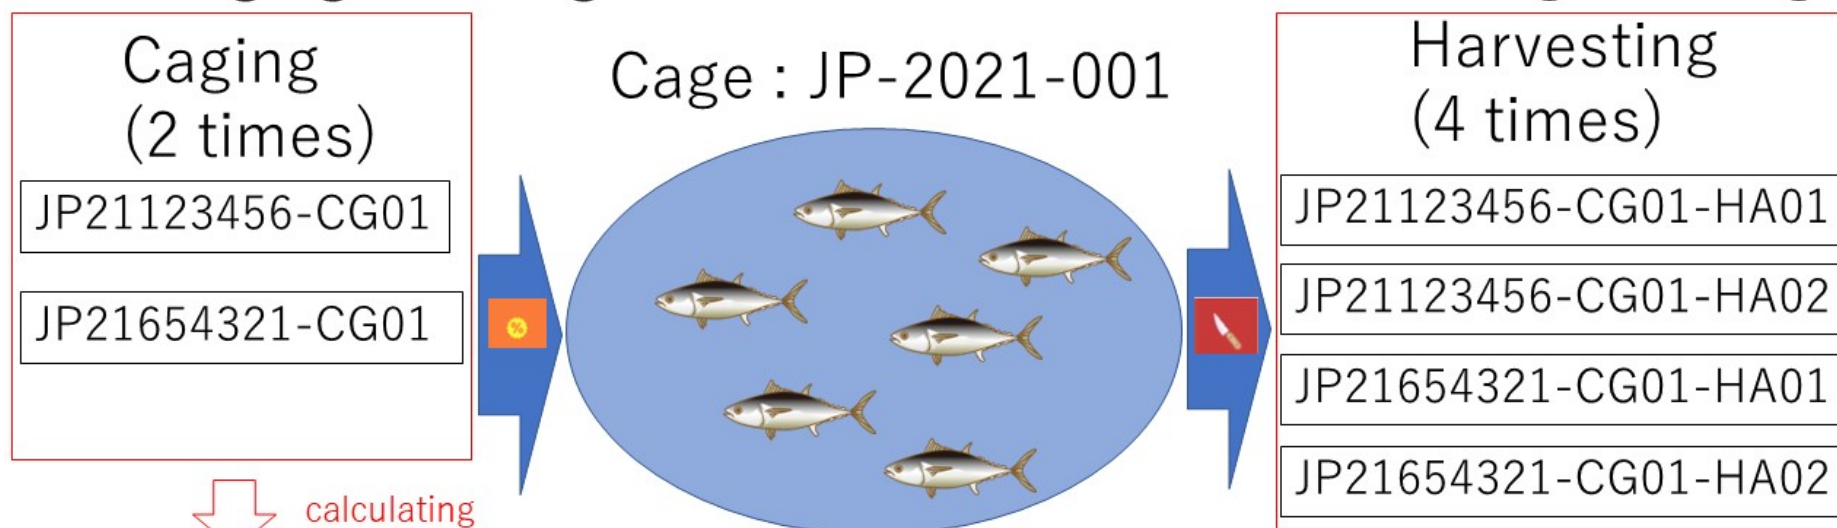 Caging
(2 times)
JP21123456-CG01
JP21654321-CG01
calculating
Cage : JP-2021-001
Harvesting
(4 times)
JP21123456-CG01-HA01
JP21123456-CG01-HA02
JP21654321-CG01-HA01
JP21654321-CG01-HA02